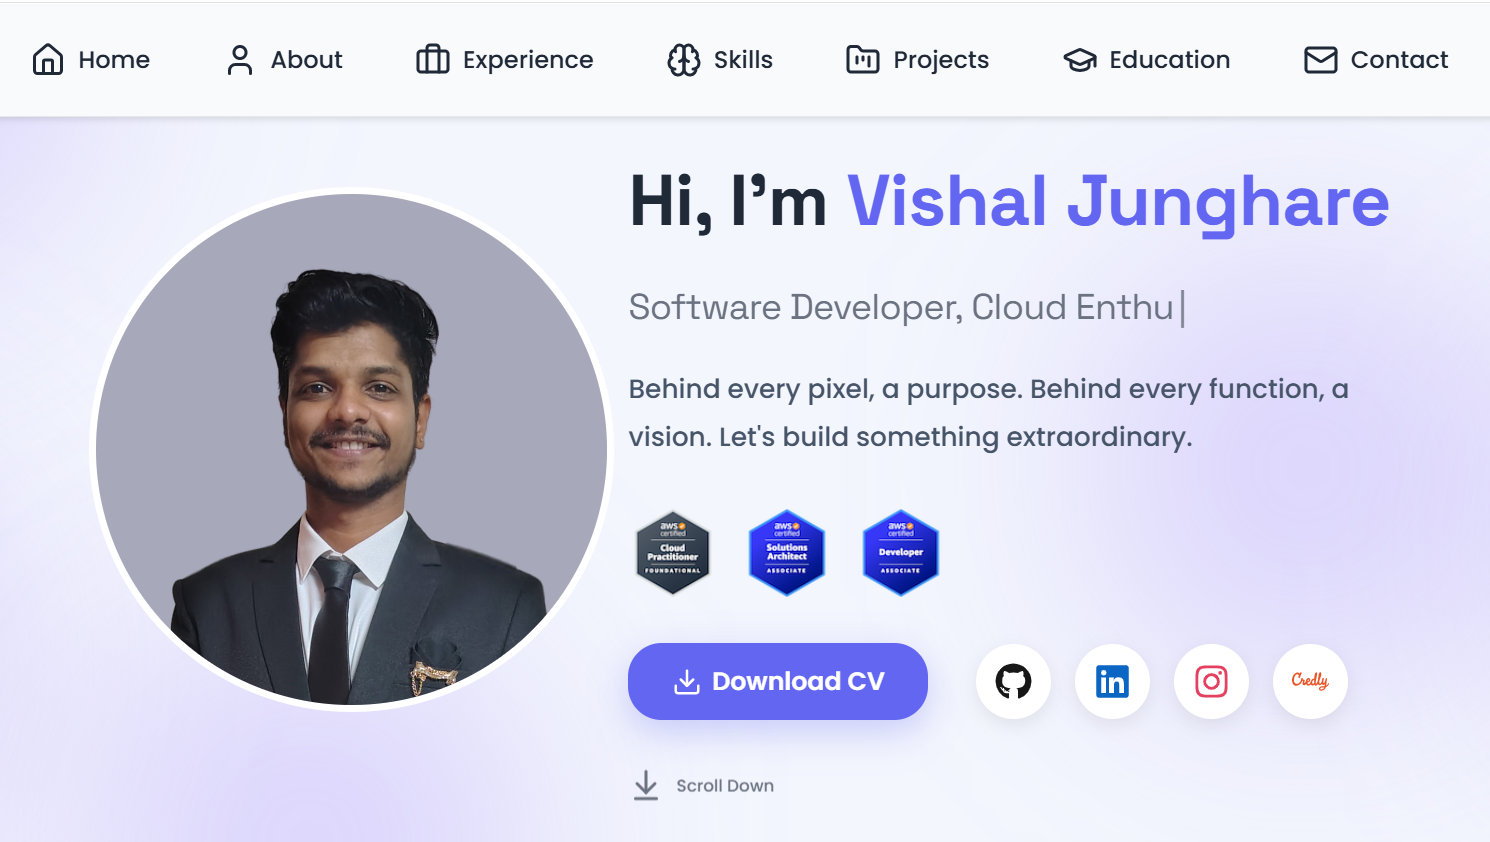 Home About Experience Skills Projects Education Contact
Hi, I’m Vishal Junghare
Software Developer, Cloud Enthu
Behind every pixel, a purpose. Behind every function, a
vision. Let's build something extraordinary.
aws
certified
Cloud
Practitioner
FOUNDATIONAL
aws
certified
Solutions
Architect
ASSOCIATE
aws
certified
Developer
ASSOCIATE
Download CV
in
Credly
Scroll Down